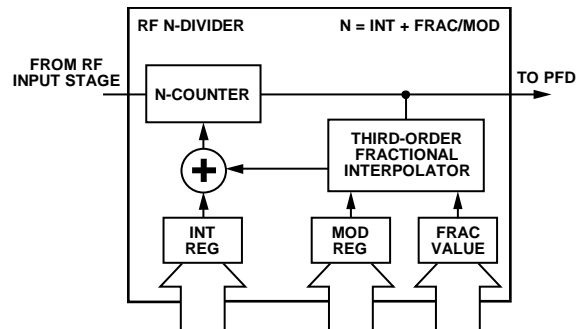 RF N-DIVIDER
N = INT + FRAC/MOD
FROM RF
INPUT STAGE
N-COUNTER
TO PFD
THIRD-ORDER
FRACTIONAL
INTERPOLATOR
+
INT
REG
MOD
REG
FRAC
VALUE